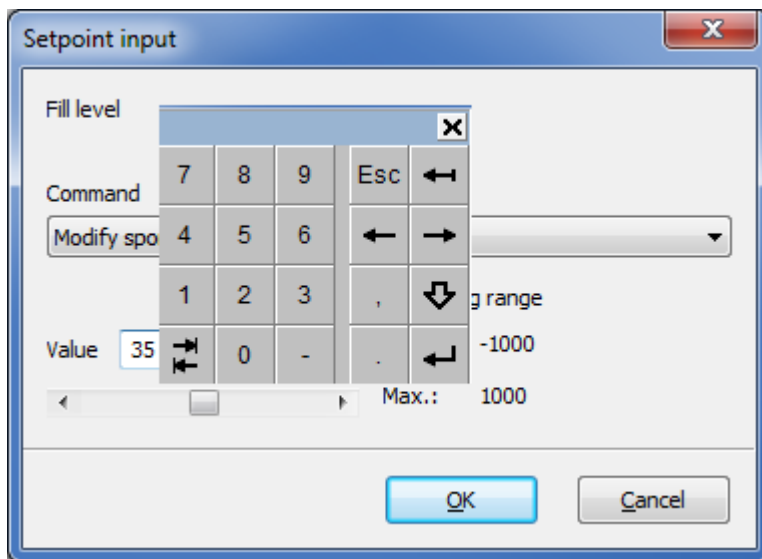 Setpoint input
Fill level
7 8 9 Esc
Command
Modify spo 4 5 6
1 2 3 , g range
Value 35 0 - . -1000
Max.: 1000
OK Cancel